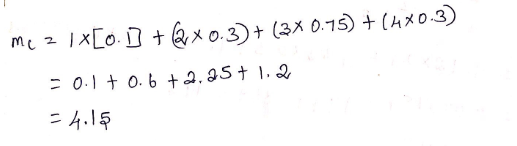 mc = 1×[0.1] + (2×0.3) + (3×0.75) + (4×0.3)
= 0.1 + 0.6 + 2.25 + 1.2
= 4.15